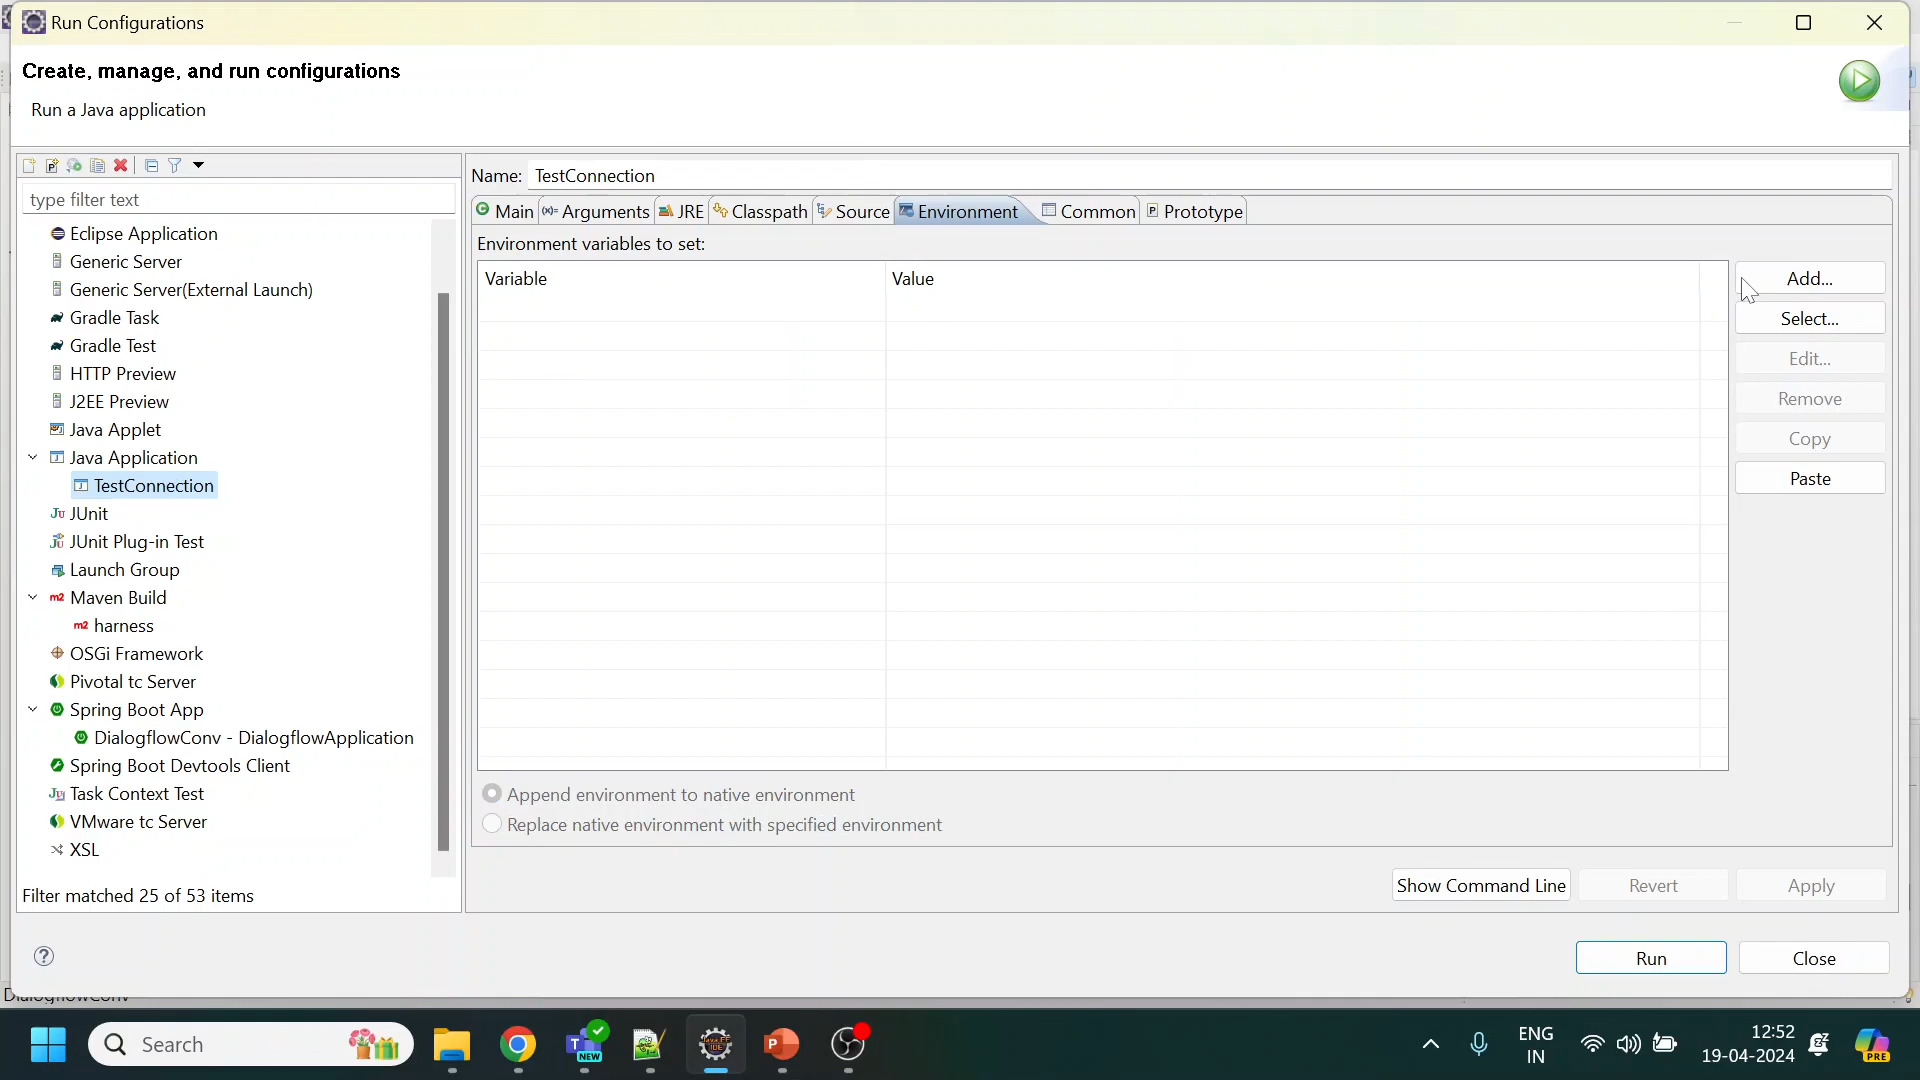 Run Configurations
Create, manage, and run configurations
Run a Java application
type filter text
Eclipse Application
Generic Server
Generic Server(External Launch)
Gradle Task
Gradle Test
HTTP Preview
J2EE Preview
Java Applet
Java Application
TestConnection
JUnit
JUnit Plug-in Test
Launch Group
Maven Build
harness
OSGi Framework
Pivotal tc Server
Spring Boot App
DialogflowConv - DialogflowApplication
Spring Boot Devtools Client
Task Context Test
VMware tc Server
XSL
Filter matched 25 of 53 items
Name: TestConnection
Main Arguments JRE Classpath Source Environment Common Prototype
Environment variables to set:
Variable Value
Add...
Select...
Edit...
Remove
Copy
Paste
Append environment to native environment
Replace native environment with specified environment
Show Command Line Revert Apply
Run Close
Search
ENG
IN
12:52
19-04-2024
NEW
PRE